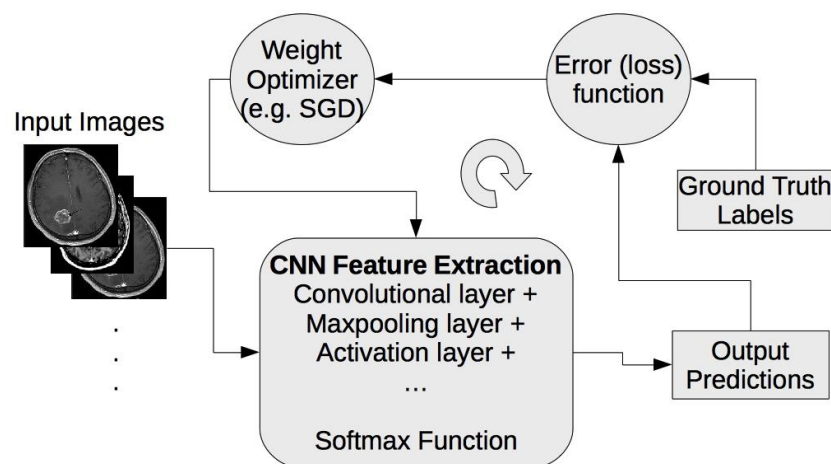 Weight
Optimizer
(e.g. SGD)
Error (loss)
function
Input Images
Ground Truth
Labels
CNN Feature Extraction
Convolutional layer +
Maxpooling layer +
Activation layer +
...
Softmax Function
Output
Predictions